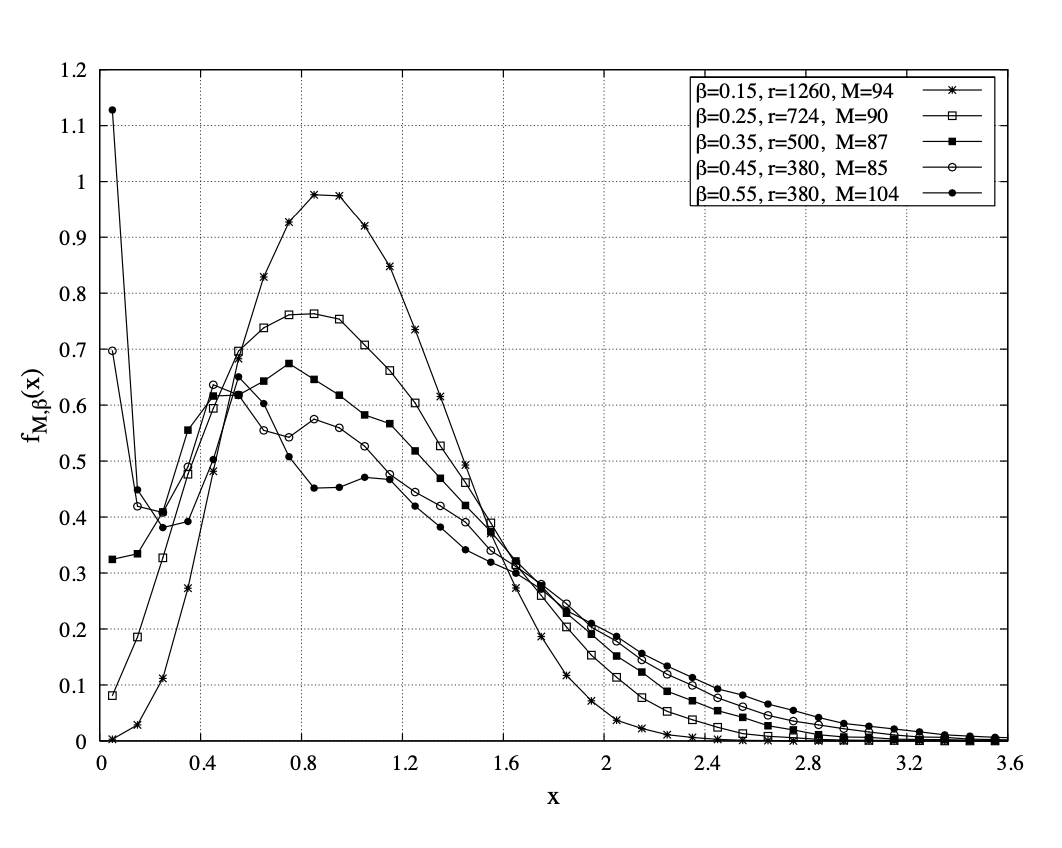 1.2
1.1
1
0.9
0.8
0.7
0.6
0.5
0.4
0.3
0.2
0.1
0
f_{M,β}(x)
β=0.15, r=1260, M=94
β=0.25, r=724, M=90
β=0.35, r=500, M=87
β=0.45, r=380, M=85
β=0.55, r=380, M=104
0 0.4 0.8 1.2 1.6 2 2.4 2.8 3.2 3.6
x